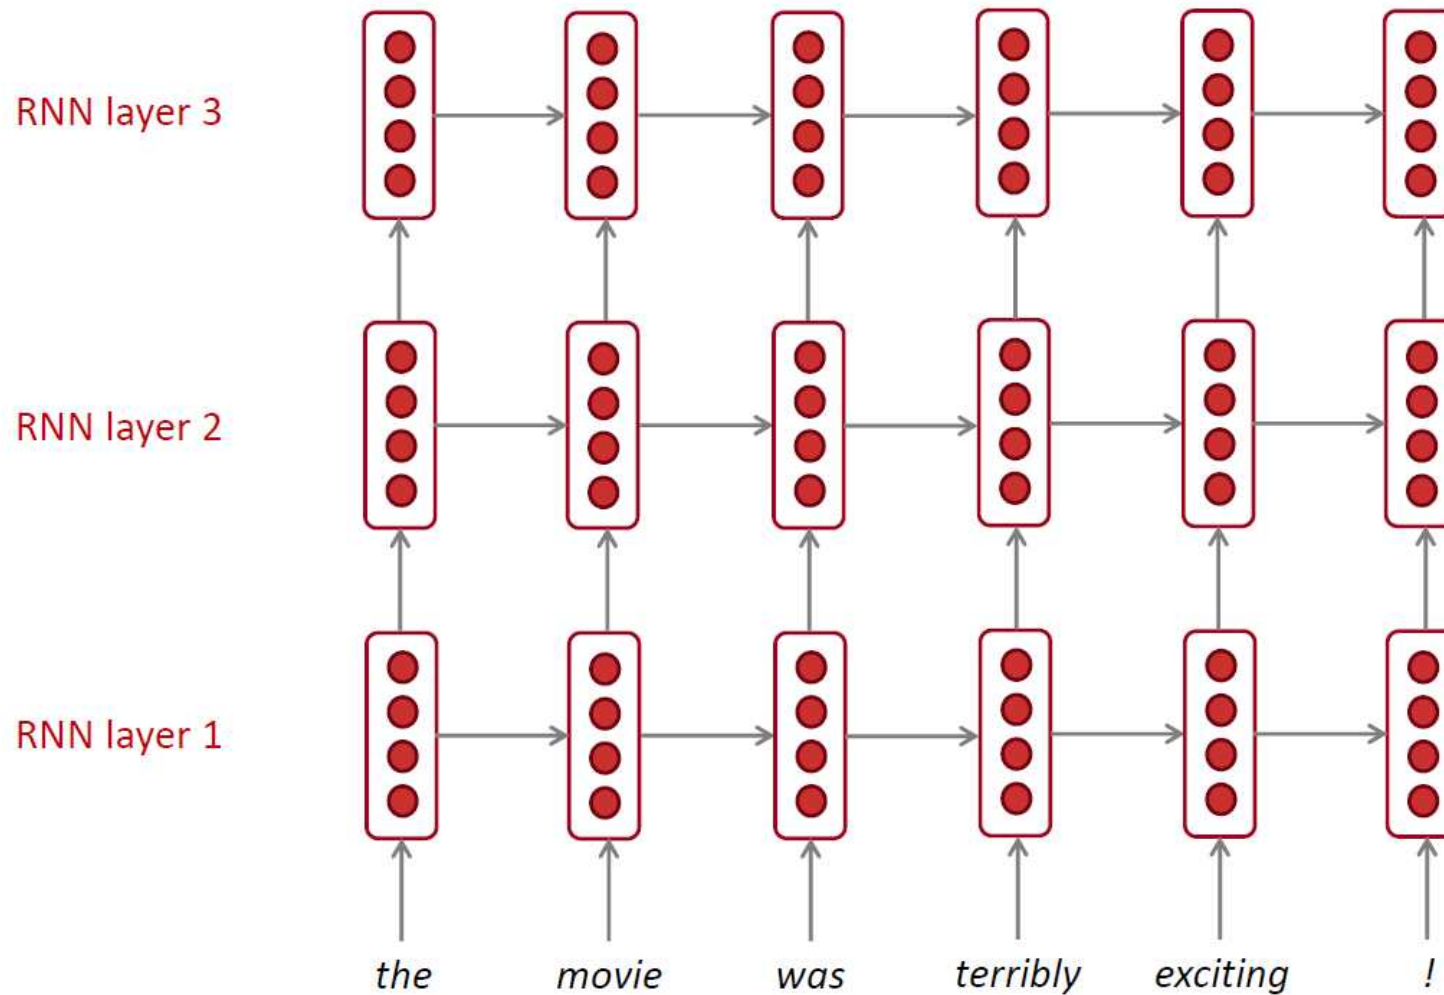 RNN layer 3
RNN layer 2
RNN layer 1
the movie was terribly exciting !